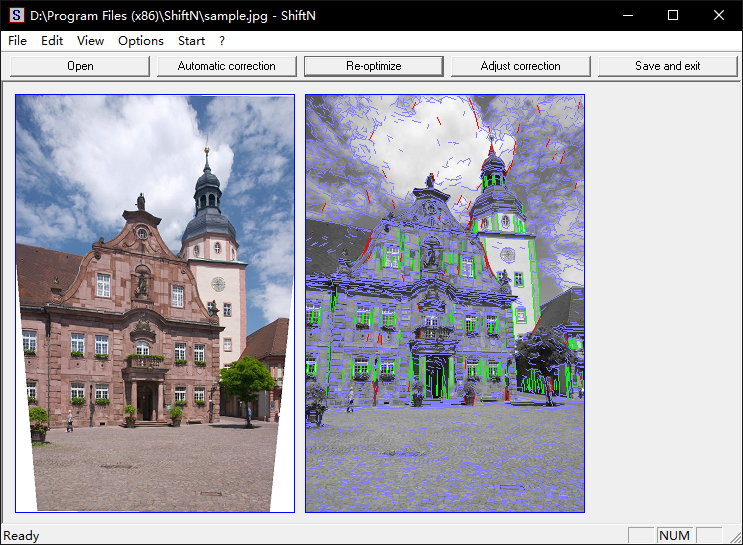 D:\Program Files (x86)\ShiftN\sample.jpg - ShiftN
File Edit View Options Start ?
Open Automatic correction Re-optimize Adjust correction Save and exit
Ready NUM